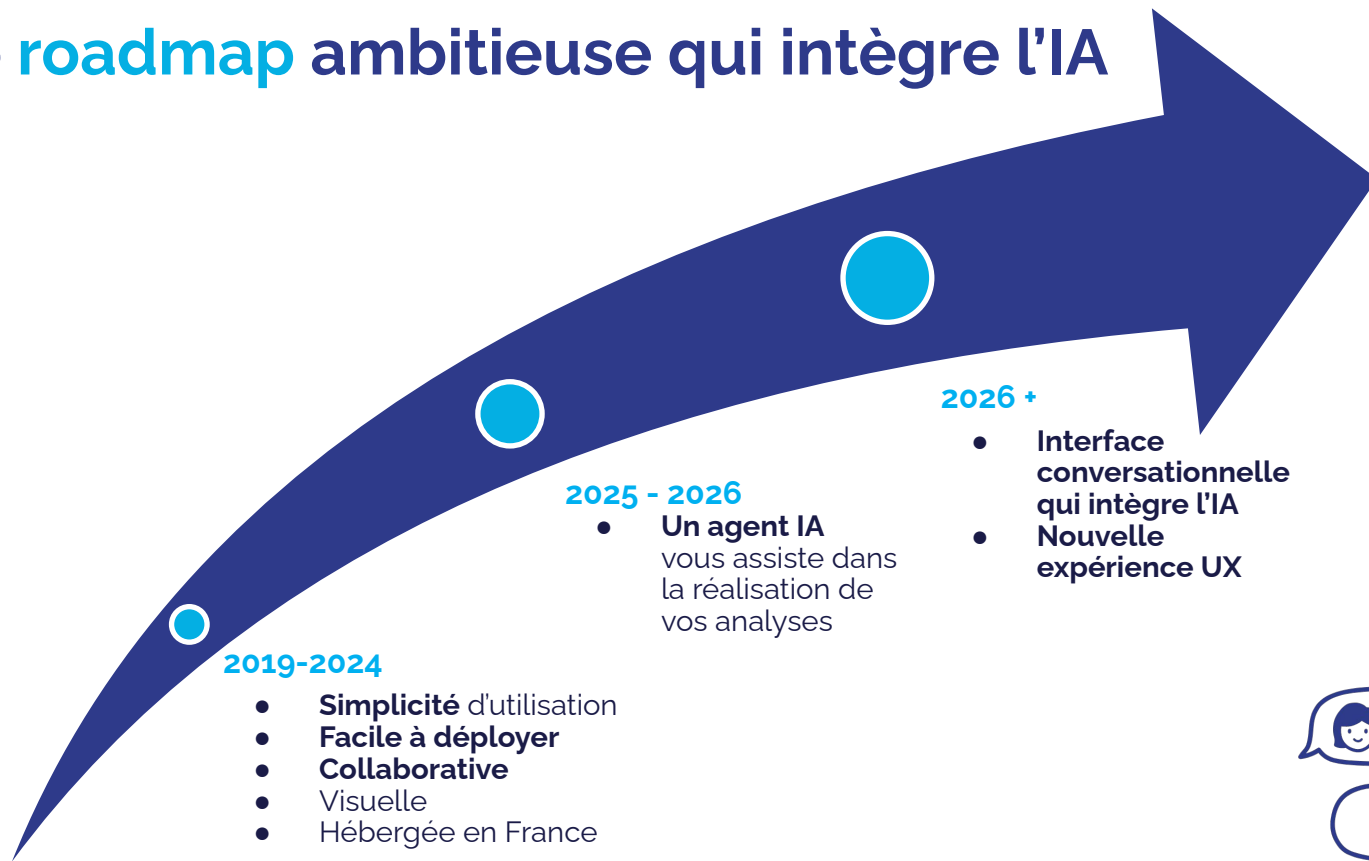 roadmap ambitieuse qui intègre l’IA
2019-2024
● Simplicité d’utilisation
● Facile à déployer
● Collaborative
● Visuelle
● Hébergée en France
2025 - 2026
● Un agent IA
vous assiste dans
la réalisation de
vos analyses
2026 +
● Interface
conversationnelle
qui intègre l’IA
● Nouvelle
expérience UX